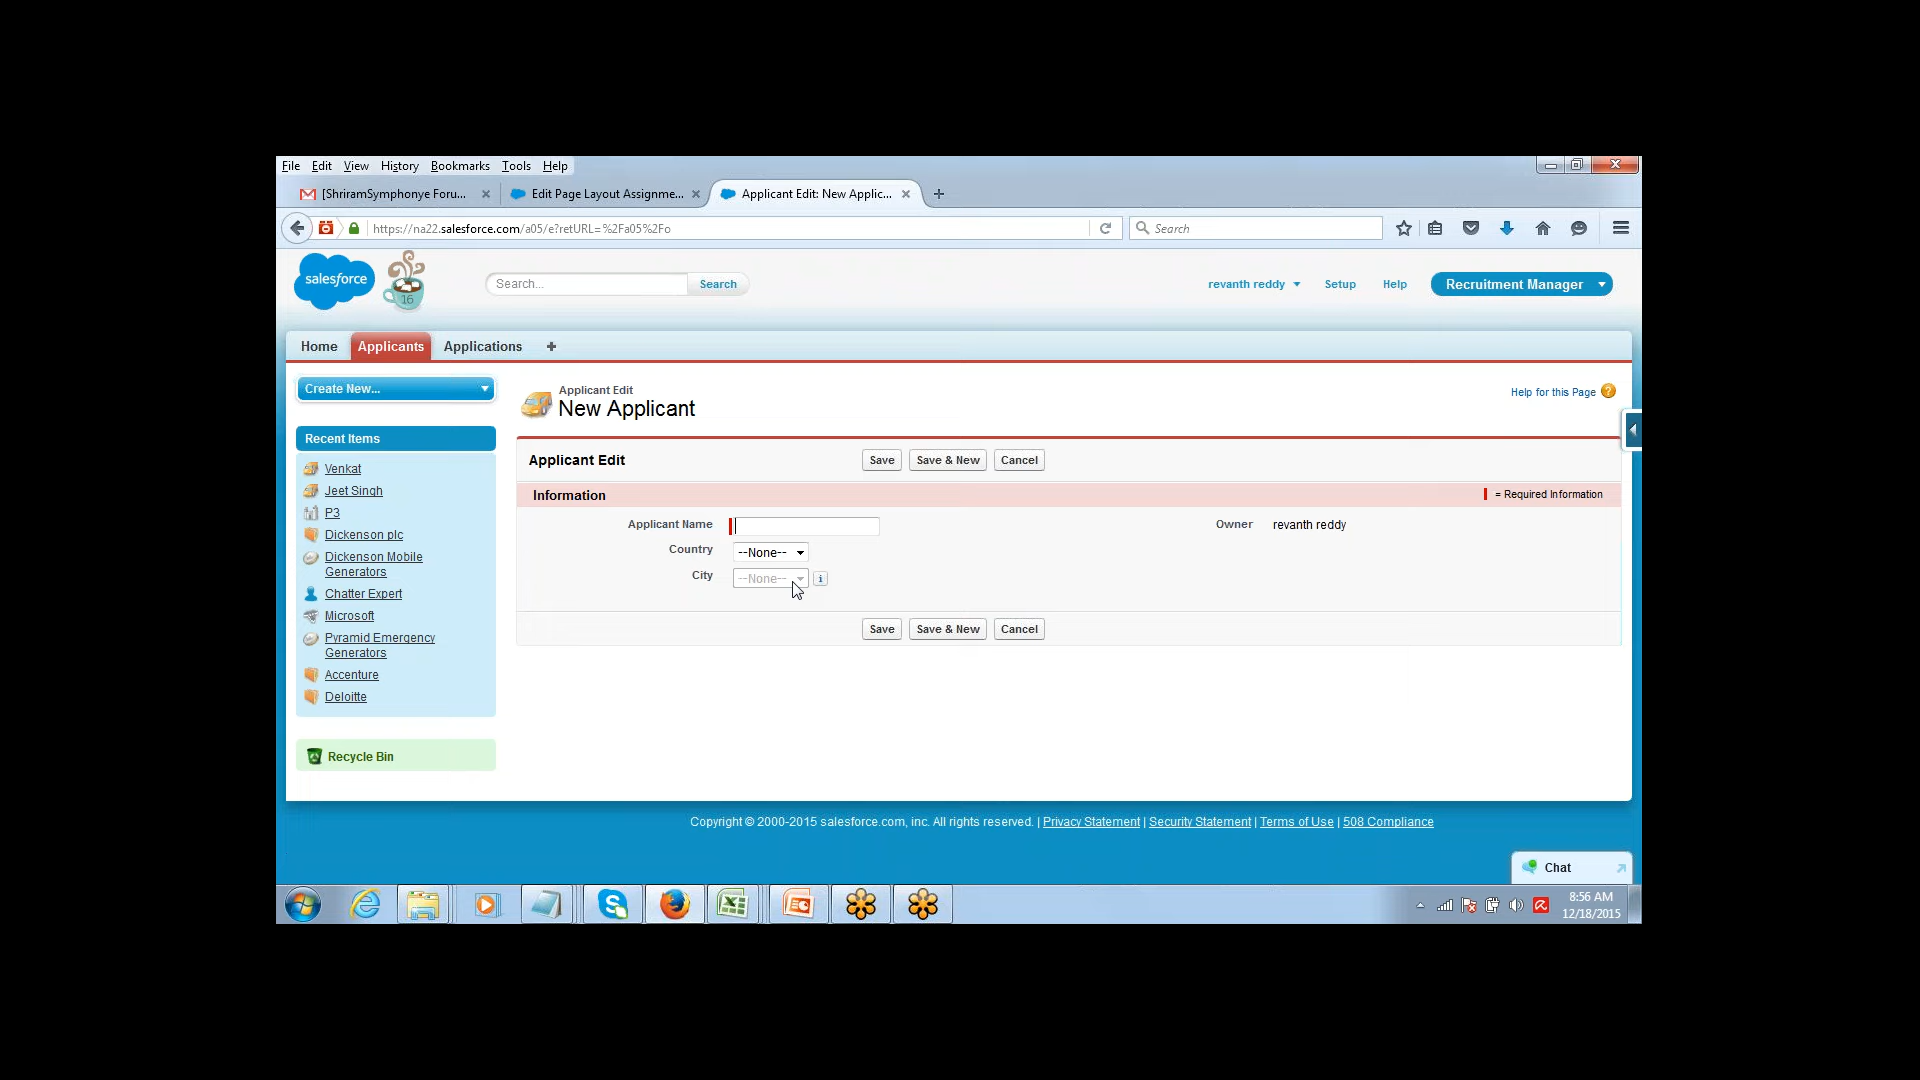 File Edit View History Bookmarks Tools Help
[ShriramSymphonye Foru... Edit Page Layout Assignme... Applicant Edit: New Applic...
https://na22.salesforce.com/a05/e?retURL=%2Fa05%2Fo Search
salesforce 16 Search... Search revanth reddy Setup Help Recruitment Manager
Home Applicants Applications +
Create New...
Recent Items
Venkat
Jeet Singh
P3
Dickenson plc
Dickenson Mobile
Generators
Chatter Expert
Microsoft
Pyramid Emergency
Generators
Accenture
Deloitte
Recycle Bin
Applicant Edit
New Applicant
Help for this Page ?
Applicant Edit Save Save & New Cancel
Information = Required Information
Applicant Name Owner revanth reddy
Country --None--
City --None-- i
Save Save & New Cancel
Copyright © 2000-2015 salesforce.com, inc. All rights reserved. | Privacy Statement | Security Statement | Terms of Use | 508 Compliance
Chat
8:56 AM
12/18/2015